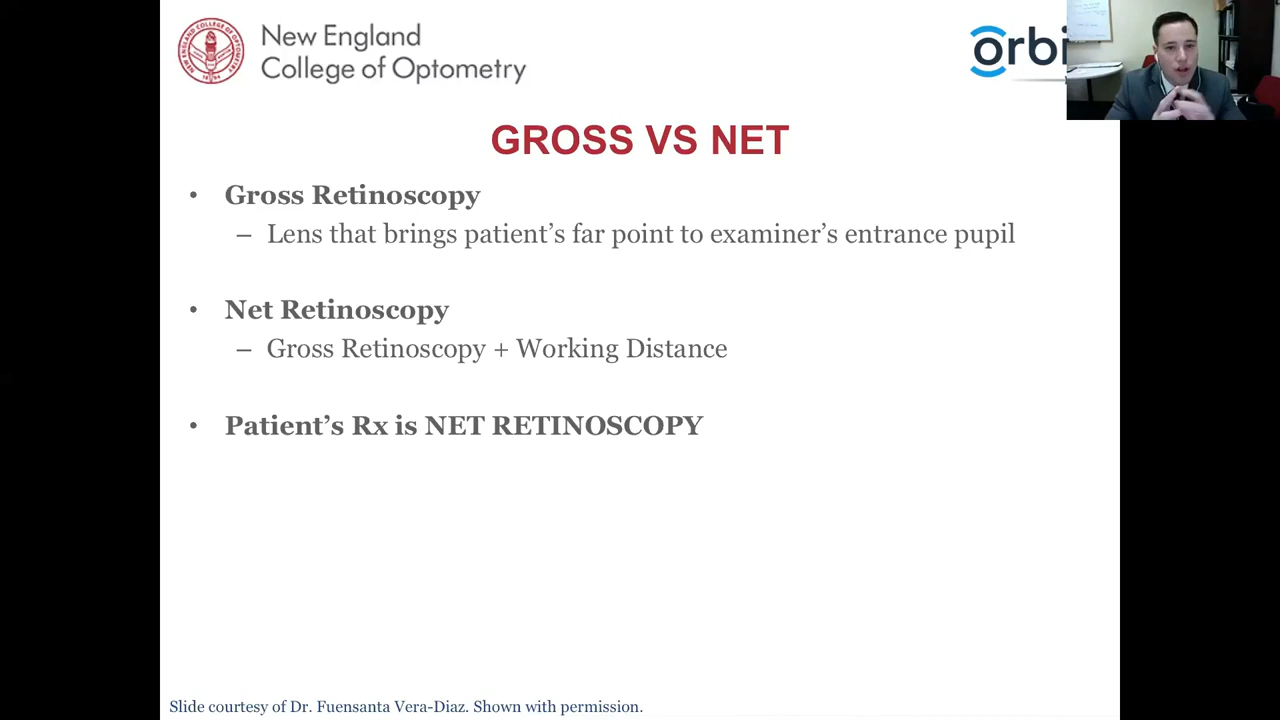 New England
College of Optometry
orbi
GROSS VS NET
• Gross Retinoscopy
– Lens that brings patient's far point to examiner's entrance pupil
• Net Retinoscopy
– Gross Retinoscopy + Working Distance
• Patient's Rx is NET RETINOSCOPY
Slide courtesy of Dr. Fuensanta Vera-Diaz. Shown with permission.